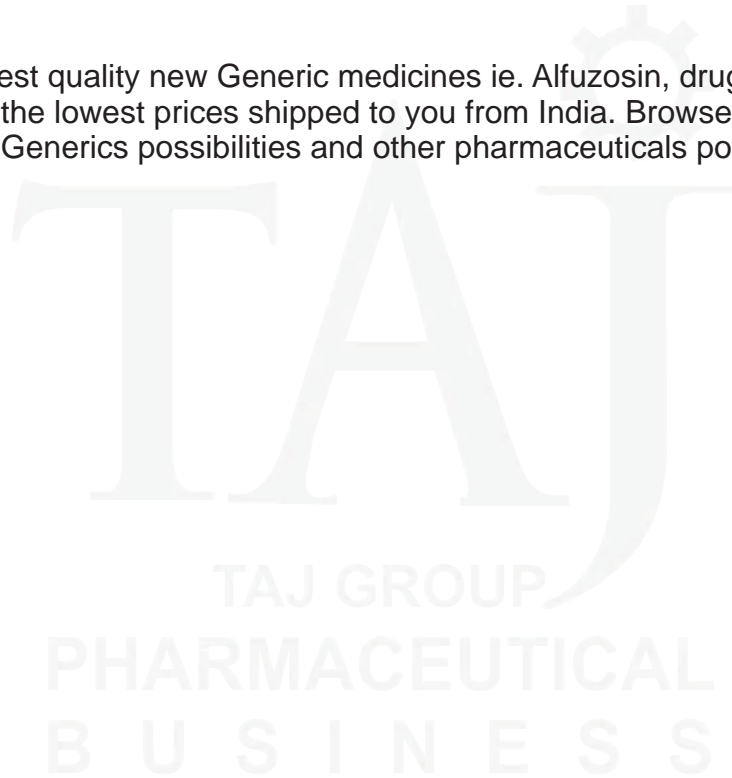 est quality new Generic medicines ie. Alfuzosin, drug
the lowest prices shipped to you from India. Browse
Generics possibilities and other pharmaceuticals po
TAJ
TAJ GROUP
PHARMACEUTICAL
BUSINESS